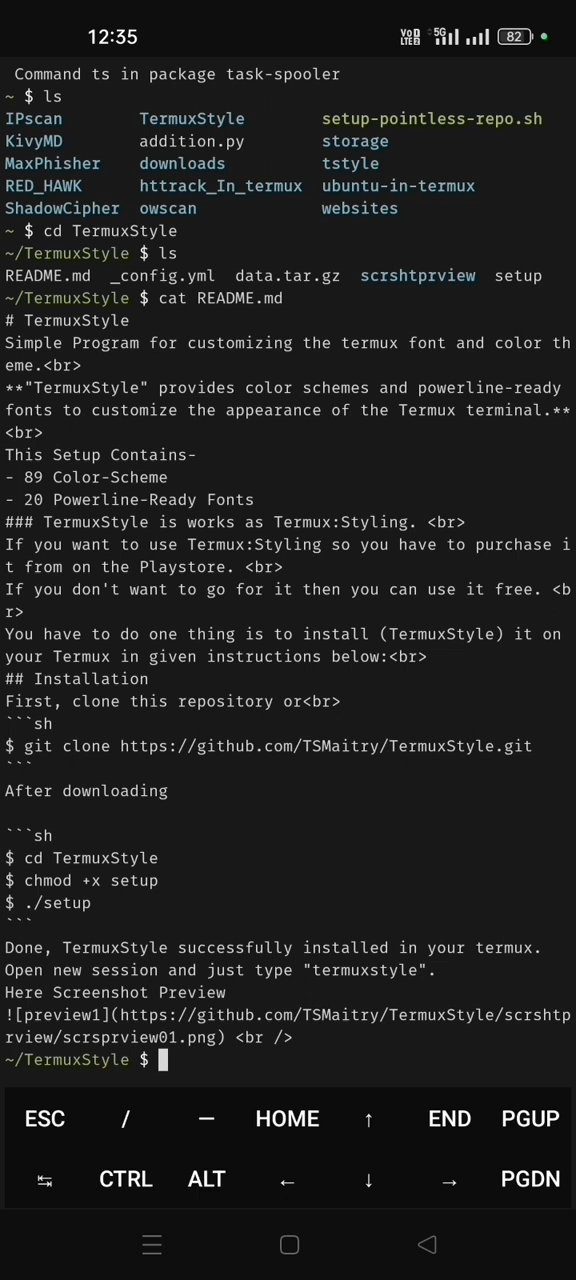 12:35 VoD LTE2 5G 82
Command ts in package task-spooler
~ $ ls
IPscan TermuxStyle setup-pointless-repo.sh
KivyMD addition.py storage
MaxPhisher downloads tstyle
RED_HAWK httrack_In_termux ubuntu-in-termux
ShadowCipher owscan websites
~ $ cd TermuxStyle
~/TermuxStyle $ ls
README.md _config.yml data.tar.gz scrshtprview setup
~/TermuxStyle $ cat README.md
# TermuxStyle
Simple Program for customizing the termux font and color th
eme.<br>
**"TermuxStyle" provides color schemes and powerline-ready
fonts to customize the appearance of the Termux terminal.**
<br>
This Setup Contains-
- 89 Color-Scheme
- 20 Powerline-Ready Fonts
### TermuxStyle is works as Termux:Styling. <br>
If you want to use Termux:Styling so you have to purchase i
t from on the Playstore. <br>
If you don't want to go for it then you can use it free. <b
r>
You have to do one thing is to install (TermuxStyle) it on
your Termux in given instructions below:<br>
## Installation
First, clone this repository or<br>
```sh
$ git clone https://github.com/TSMaitry/TermuxStyle.git
```
After downloading
```sh
$ cd TermuxStyle
$ chmod +x setup
$ ./setup
```
Done, TermuxStyle successfully installed in your termux.
Open new session and just type "termuxstyle".
Here Screenshot Preview
![preview1](https://github.com/TSMaitry/TermuxStyle/scrshtp
rview/scrsprview01.png) <br />
~/TermuxStyle $
ESC / — HOME ↑ END PGUP
↹ CTRL ALT ← ↓ → PGDN